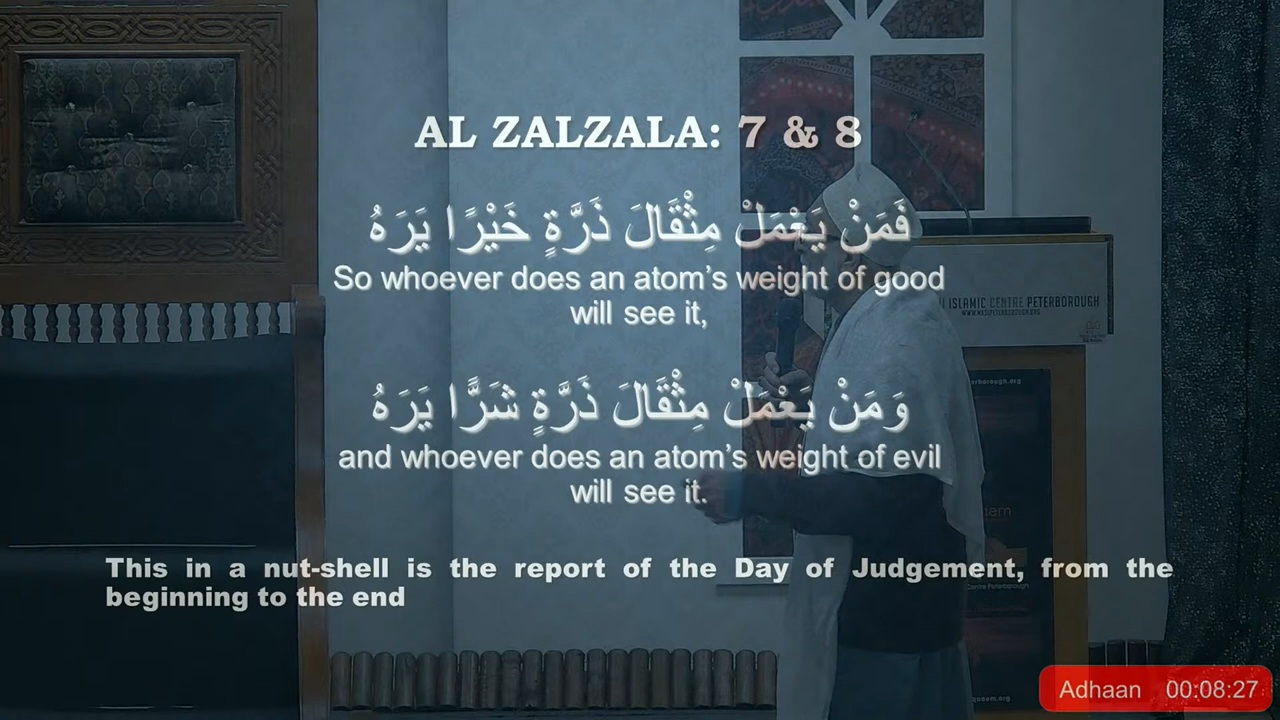 AL ZALZALA: 7 & 8
فَمَنْ يَعْمَلْ مِثْقَالَ ذَرَّةٍ خَيْرًا يَرَهُ
So whoever does an atom’s weight of good
will see it,
وَمَنْ يَعْمَلْ مِثْقَالَ ذَرَّةٍ شَرًّا يَرَهُ
and whoever does an atom’s weight of evil
will see it.
This in a nut-shell is the report of the Day of Judgement, from the
beginning to the end
ISLAMIC CENTRE PETERBOROUGH
Adhaan 00:08:27